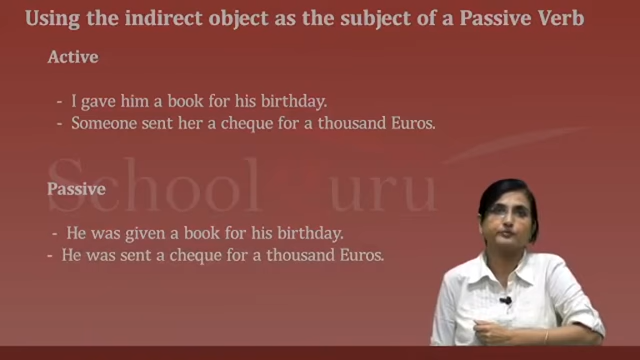 Using the indirect object as the subject of a Passive Verb
Active
- I gave him a book for his birthday.
- Someone sent her a cheque for a thousand Euros.
School Guru
Passive
- He was given a book for his birthday.
- He was sent a cheque for a thousand Euros.